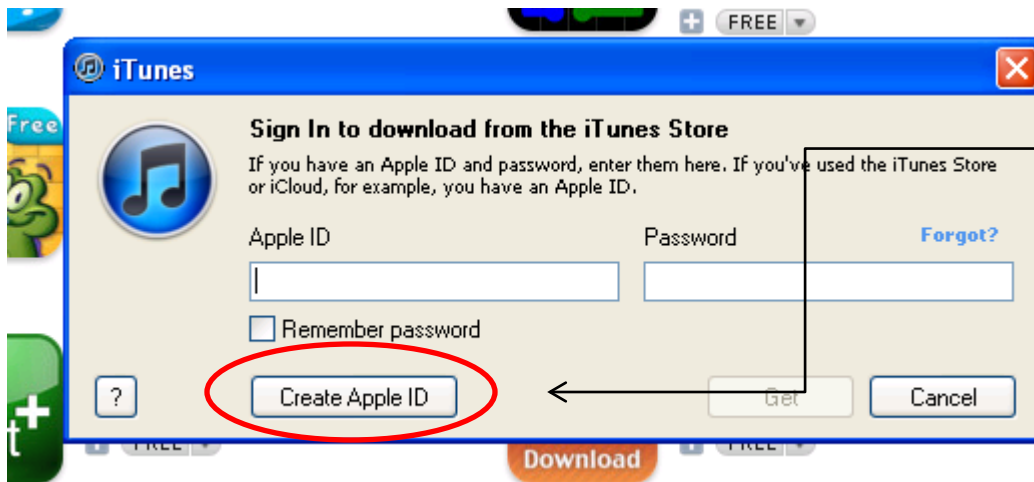 FREE
iTunes
Free
Sign In to download from the iTunes Store
If you have an Apple ID and password, enter them here. If you've used the iTunes Store
or iCloud, for example, you have an Apple ID.
Apple ID Password Forgot?
Remember password
? Create Apple ID Get Cancel
t+
FREE FREE
Download